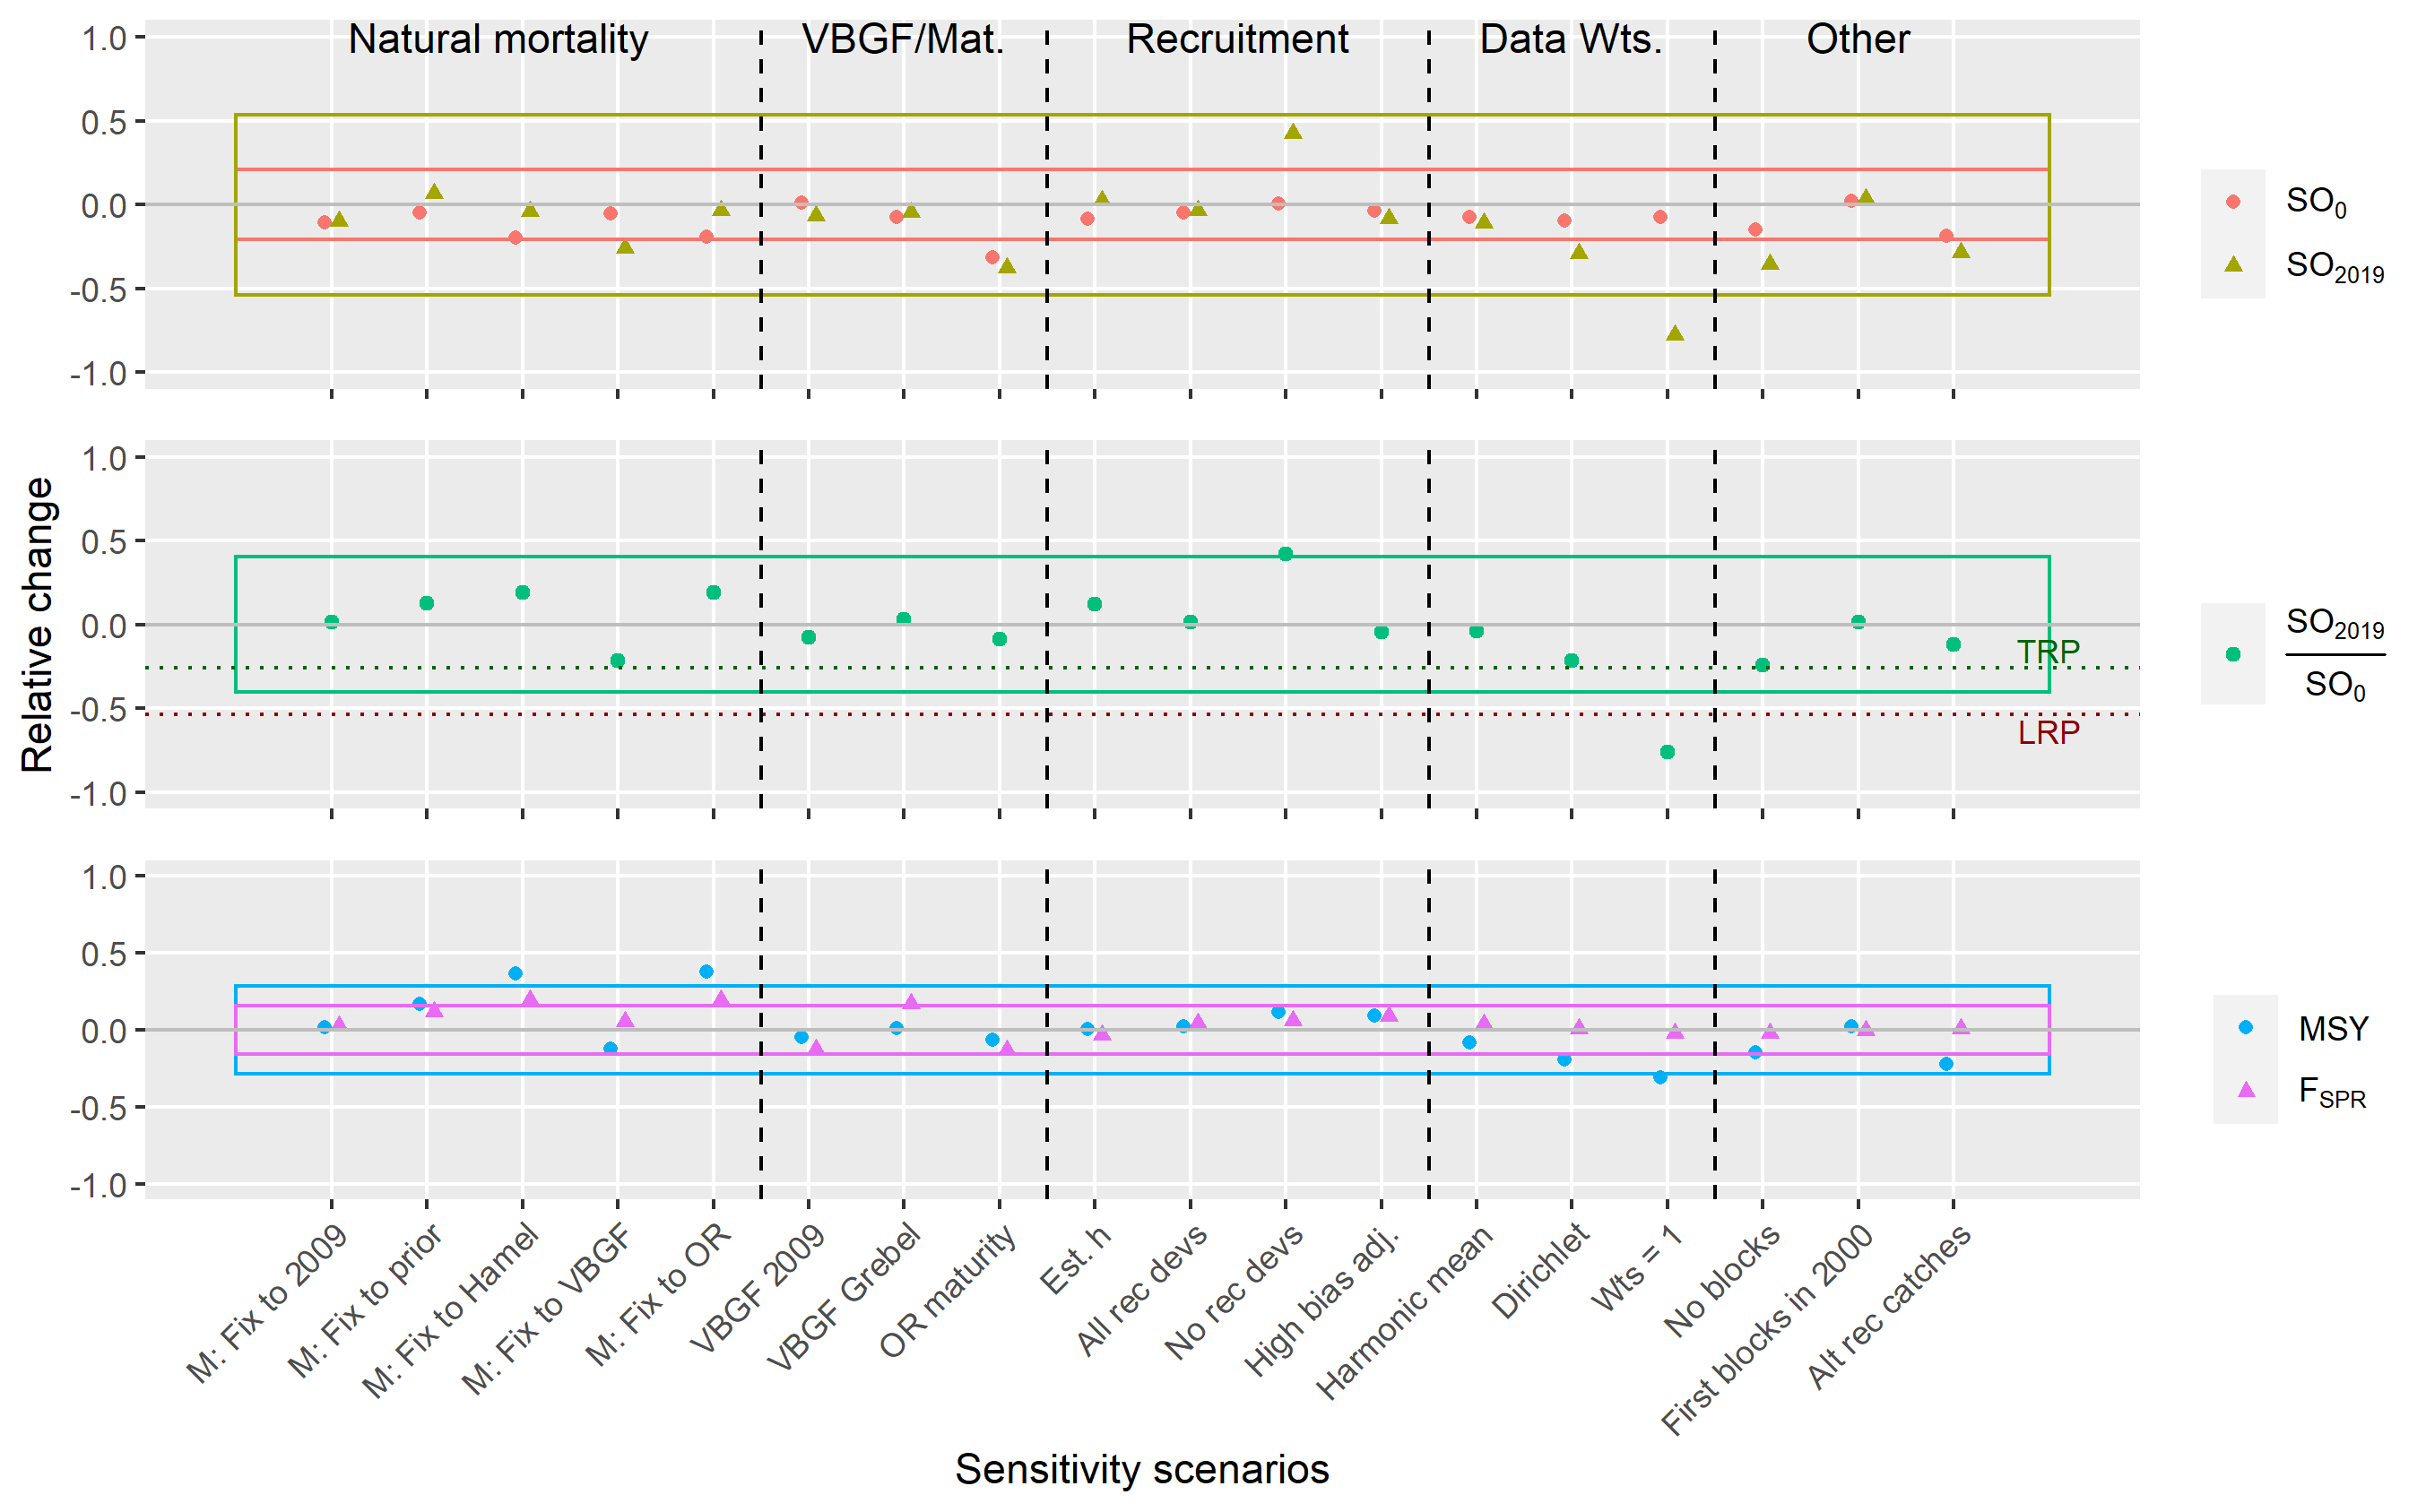 Natural mortality VBGF/Mat. Recruitment Data Wts. Other
1.0
0.5
0.0
-0.5
-1.0
SO0
SO2019
Relative change
1.0
0.5
0.0
-0.5
-1.0
TRP
LRP
SO2019
SO0
1.0
0.5
0.0
-0.5
-1.0
MSY
FSPR
M: Fix to 2009
M: Fix to prior
M: Fix to Hamel
M: Fix to VBGF
M: Fix to OR
VBGF 2009
VBGF Grebel
OR maturity
Est. h
All rec devs
No rec devs
High bias adj.
Harmonic mean
Dirichlet
Wts = 1
No blocks
First blocks in 2000
Alt rec catches
Sensitivity scenarios